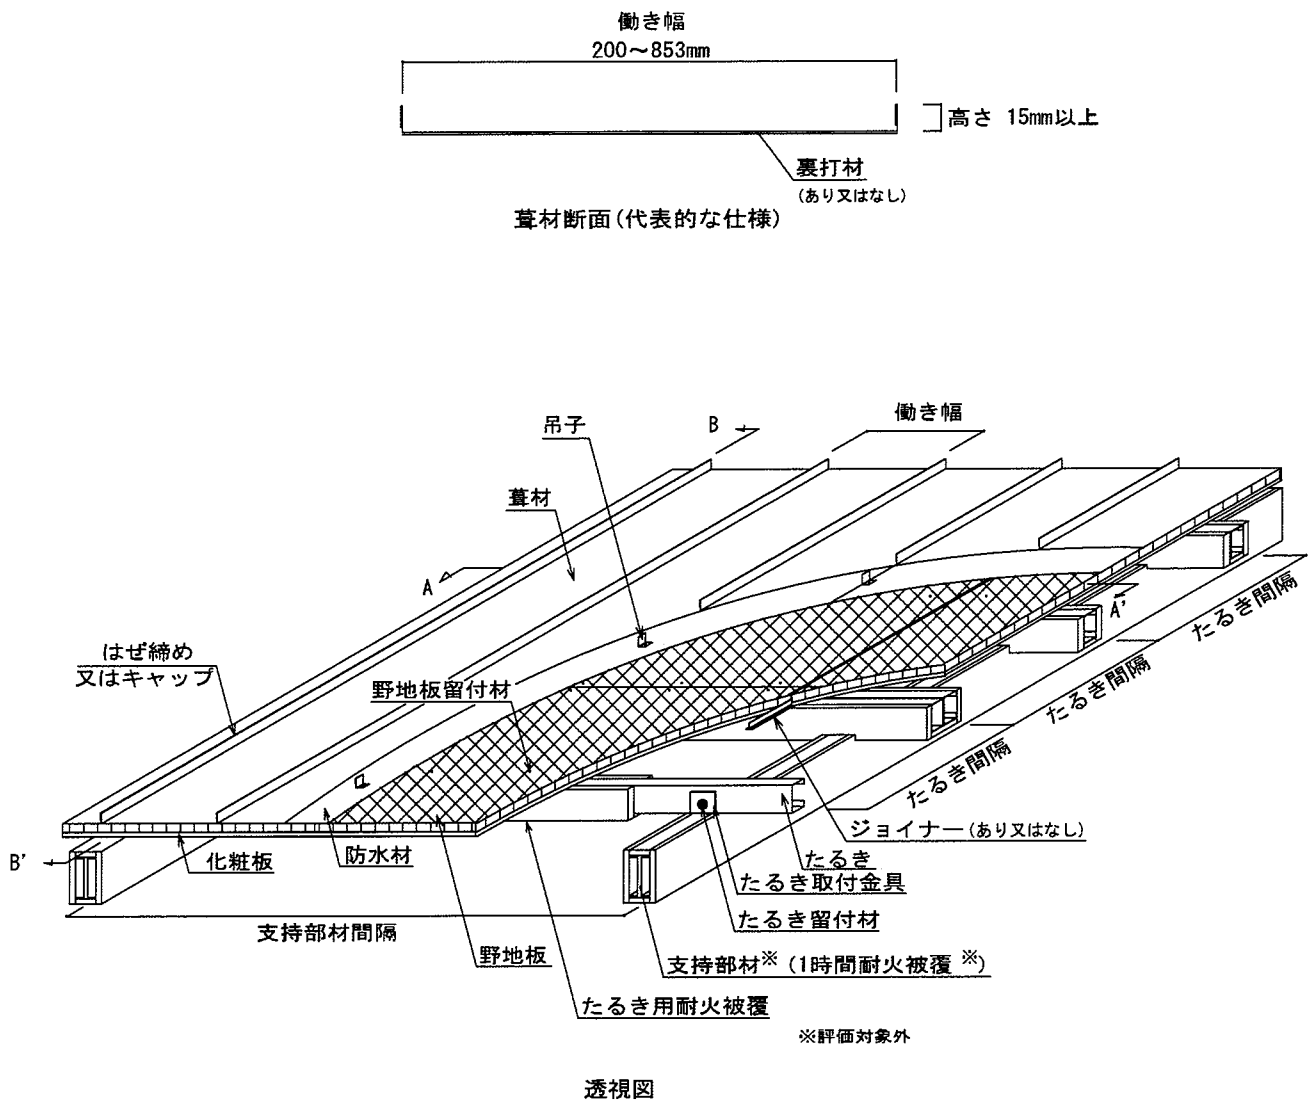 働き幅
200～853mm
高さ 15mm以上
裏打材
(あり又はなし)
葺材断面(代表的な仕様)
働き幅
吊子
B
葺材
A
A'
たるき間隔
はぜ締め
又はキャップ
野地板留付材
たるき間隔
たるき間隔
ジョイナー(あり又はなし)
B'
化粧板
防水材
たるき
たるき取付金具
たるき留付材
支持部材間隔
野地板
支持部材※(1時間耐火被覆※)
たるき用耐火被覆
※評価対象外
透視図